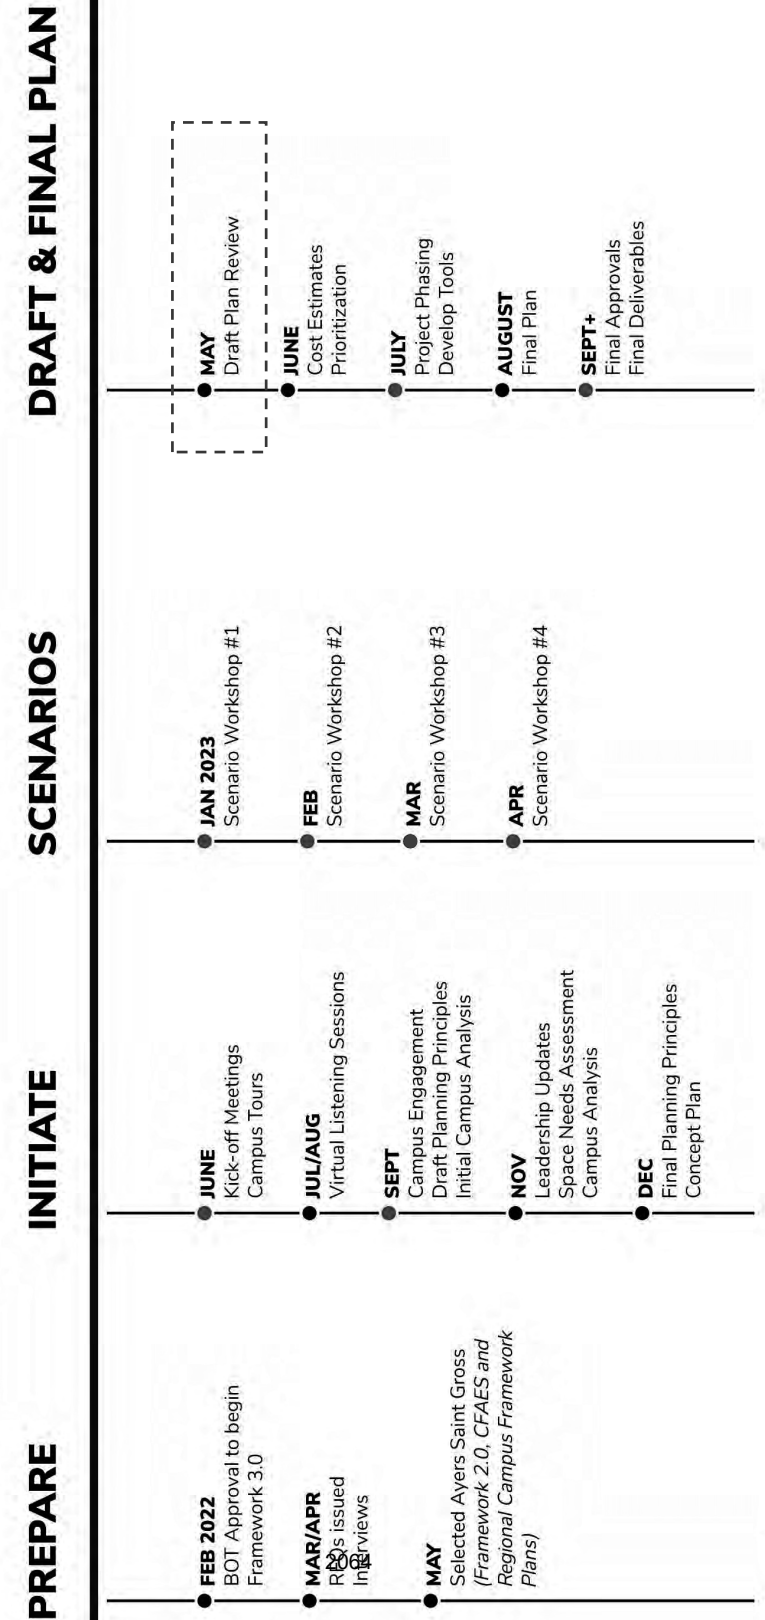 PREPARE
FEB 2022
BOT Approval to begin
Framework 3.0
MAR/APR
issued
2064
MAY
Selected Ayers Saint Gross
(Framework 2.0, CFAES and
Regional Campus Framework
Plans)
INITIATE
JUNE
Kick-off Meetings
Campus Tours
JUL/AUG
Virtual Listening Sessions
SEPT
Campus Engagement
Draft Planning Principles
Initial Campus Analysis
NOV
Leadership Updates
Space Needs Assessment
Campus Analysis
DEC
Final Planning Principles
Concept Plan
SCENARIOS
JAN 2023
Scenario Workshop #1
FEB
Scenario Workshop #2
MAR
Scenario Workshop #3
APR
Scenario Workshop #4
DRAFT & FINAL PLAN
MAY
Draft Plan Review
JUNE
Cost Estimates
Prioritization
JULY
Project Phasing
Develop Tools
AUGUST
Final Plan
SEPT+
Final Approvals
Final Deliverables